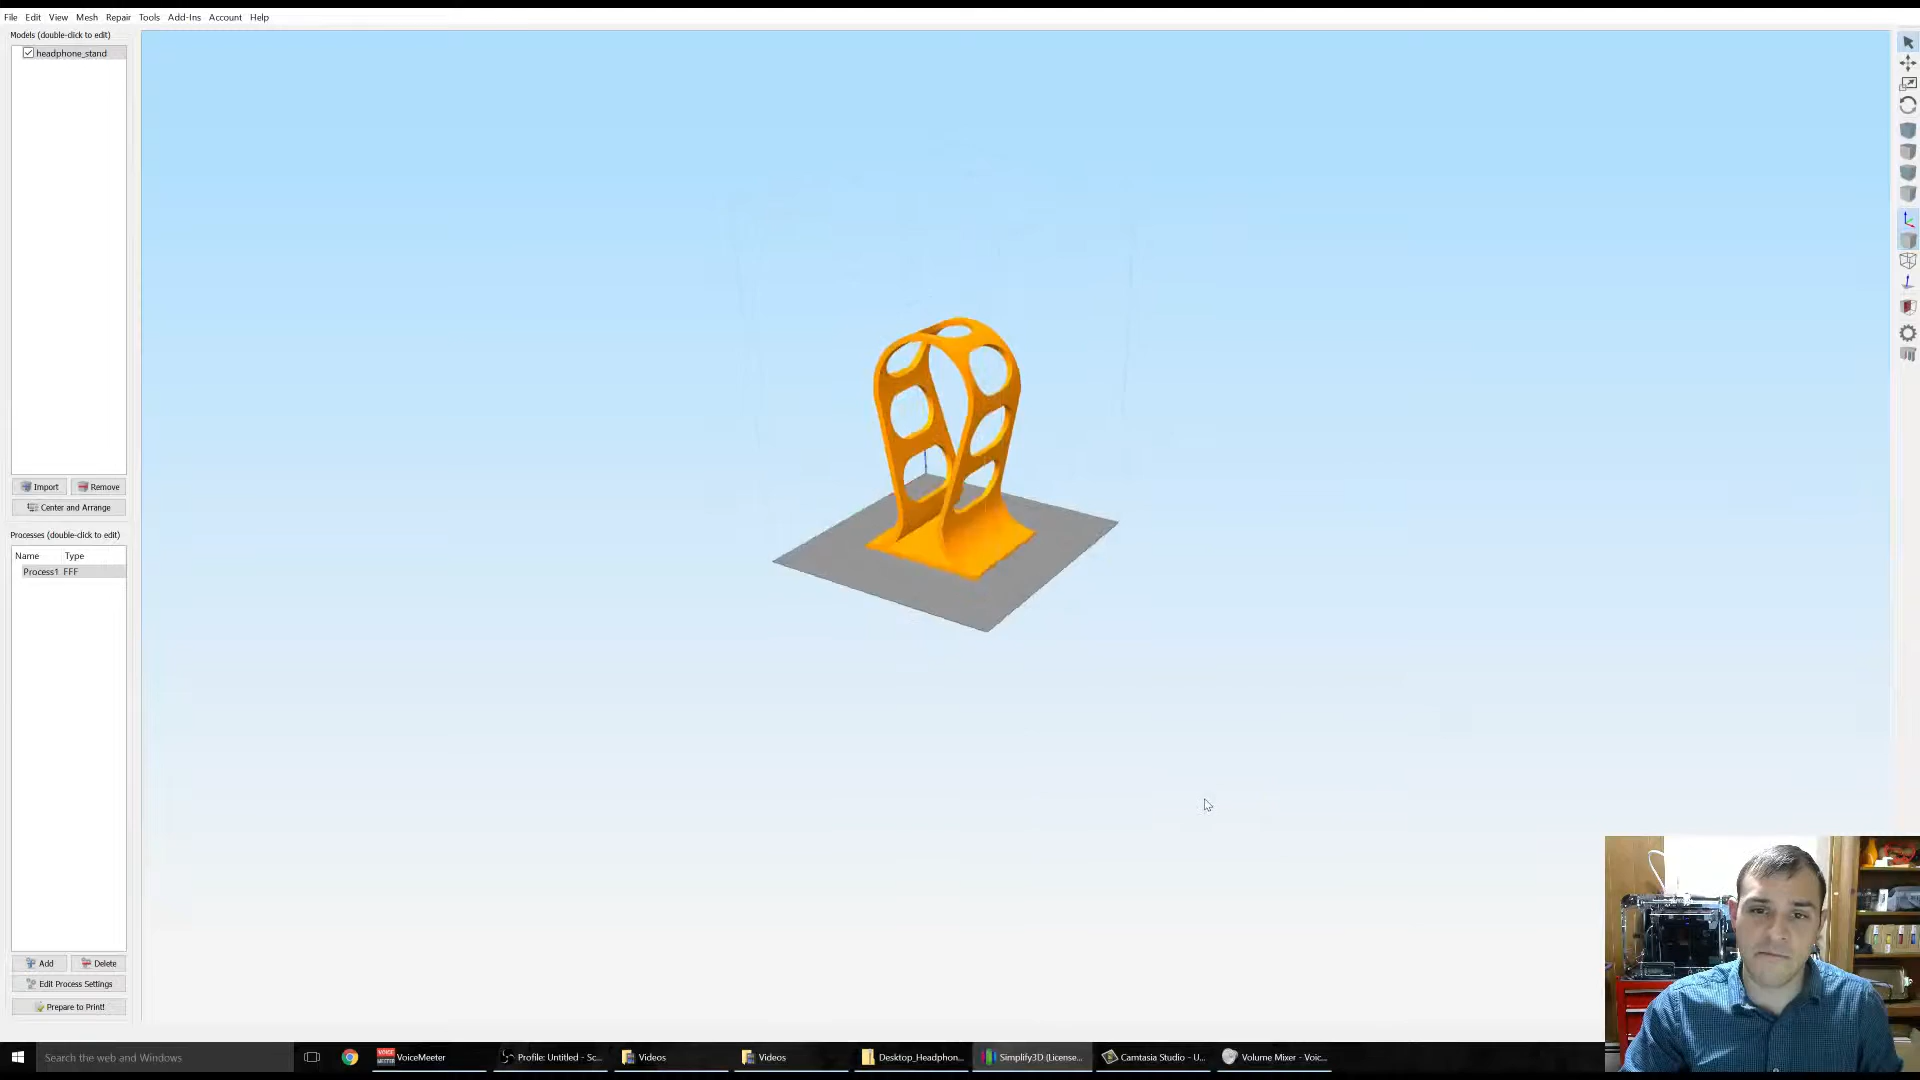 File Edit View Mesh Repair Tools Add-Ins Account Help
Models (double-click to edit)
headphone_stand
Import Remove
Center and Arrange
Processes (double-click to edit)
Name Type
Process1 FFF
Add Delete
Edit Process Settings
Prepare to Print!
Search the web and Windows
VoiceMeeter
Profile: Untitled - Sc...
Videos
Videos
Desktop_Headphon...
Simplify3D (License...
Camtasia Studio - U...
Volume Mixer - Voic...